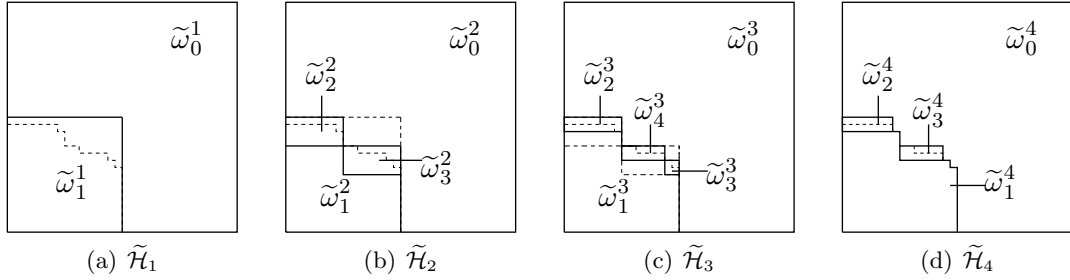 ω̃₀¹ ω̃₀² ω̃₀³ ω̃₀⁴
ω̃₂² ω̃₂³ ω̃₂⁴
ω̃₄³ ω̃₃⁴
ω̃₁¹ ω̃₃² ω̃₃³ ω̃₁⁴
ω̃₁² ω̃₁³
(a) H̃₁ (b) H̃₂ (c) H̃₃ (d) H̃₄